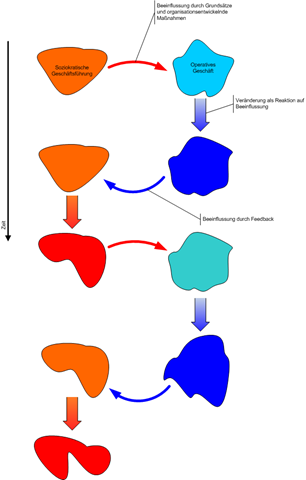 Beeinflussung durch Grundsätze
und organisationsentwickelnde
Maßnahmen
Soziokratische
Geschäftsführung
Operatives
Geschäft
Veränderung als Reaktion auf
Beeinflussung
Beeinflussung durch Feedback
Zeit